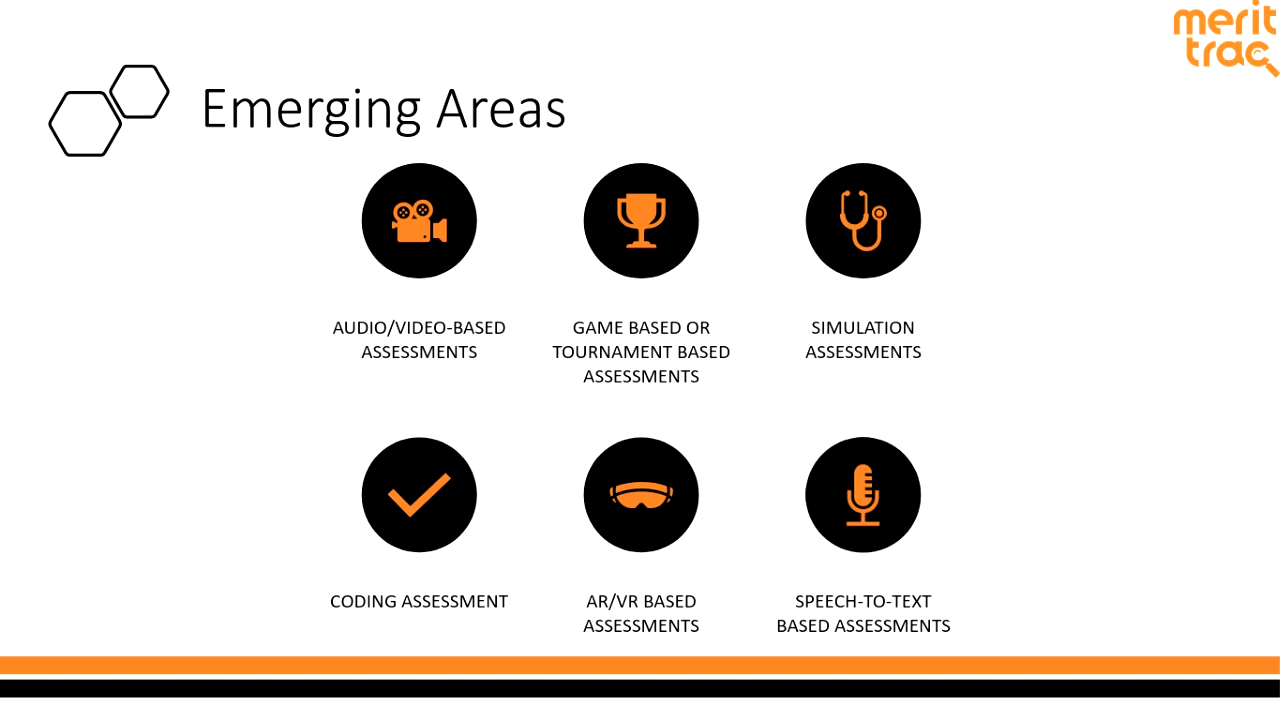 merit
trac
Emerging Areas
AUDIO/VIDEO-BASED
ASSESSMENTS
GAME BASED OR
TOURNAMENT BASED
ASSESSMENTS
SIMULATION
ASSESSMENTS
CODING ASSESSMENT
AR/VR BASED
ASSESSMENTS
SPEECH-TO-TEXT
BASED ASSESSMENTS